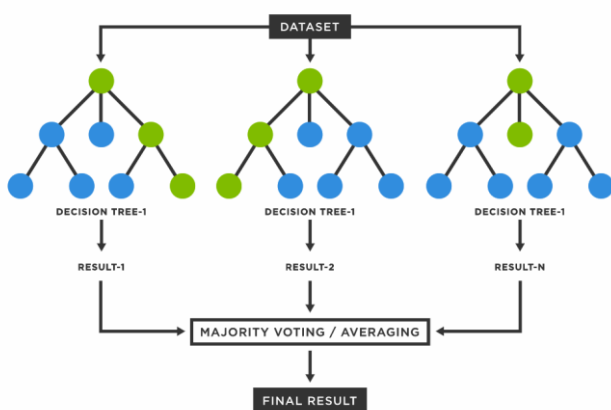 DATASET
DECISION TREE-1
DECISION TREE-1
DECISION TREE-1
RESULT-1
RESULT-2
RESULT-N
MAJORITY VOTING / AVERAGING
FINAL RESULT